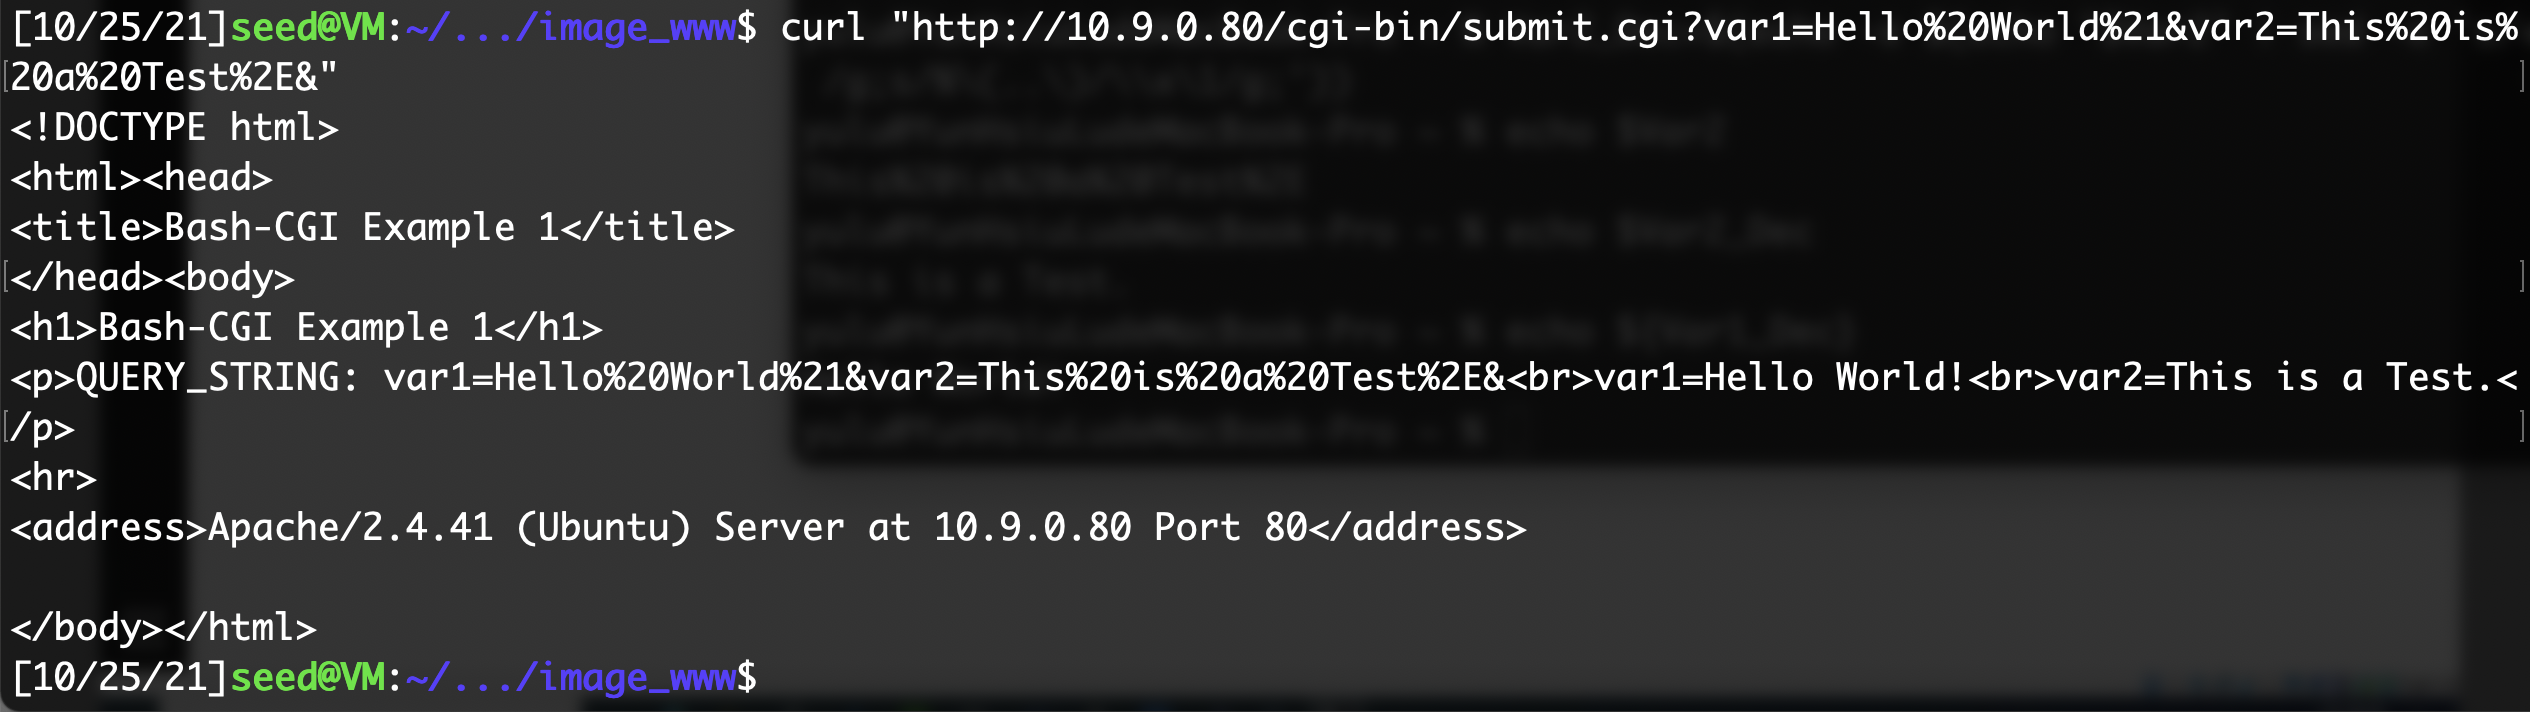 [10/25/21]seed@VM:~/.../image_www$ curl "http://10.9.0.80/cgi-bin/submit.cgi?var1=Hello%20World%21&var2=This%20is%
20a%20Test%2E&"
<!DOCTYPE html>
<html><head>
<title>Bash-CGI Example 1</title>
</head><body>
<h1>Bash-CGI Example 1</h1>
<p>QUERY_STRING: var1=Hello%20World%21&var2=This%20is%20a%20Test%2E&<br>var1=Hello World!<br>var2=This is a Test.<
/p>
<hr>
<address>Apache/2.4.41 (Ubuntu) Server at 10.9.0.80 Port 80</address>

</body></html>
[10/25/21]seed@VM:~/.../image_www$